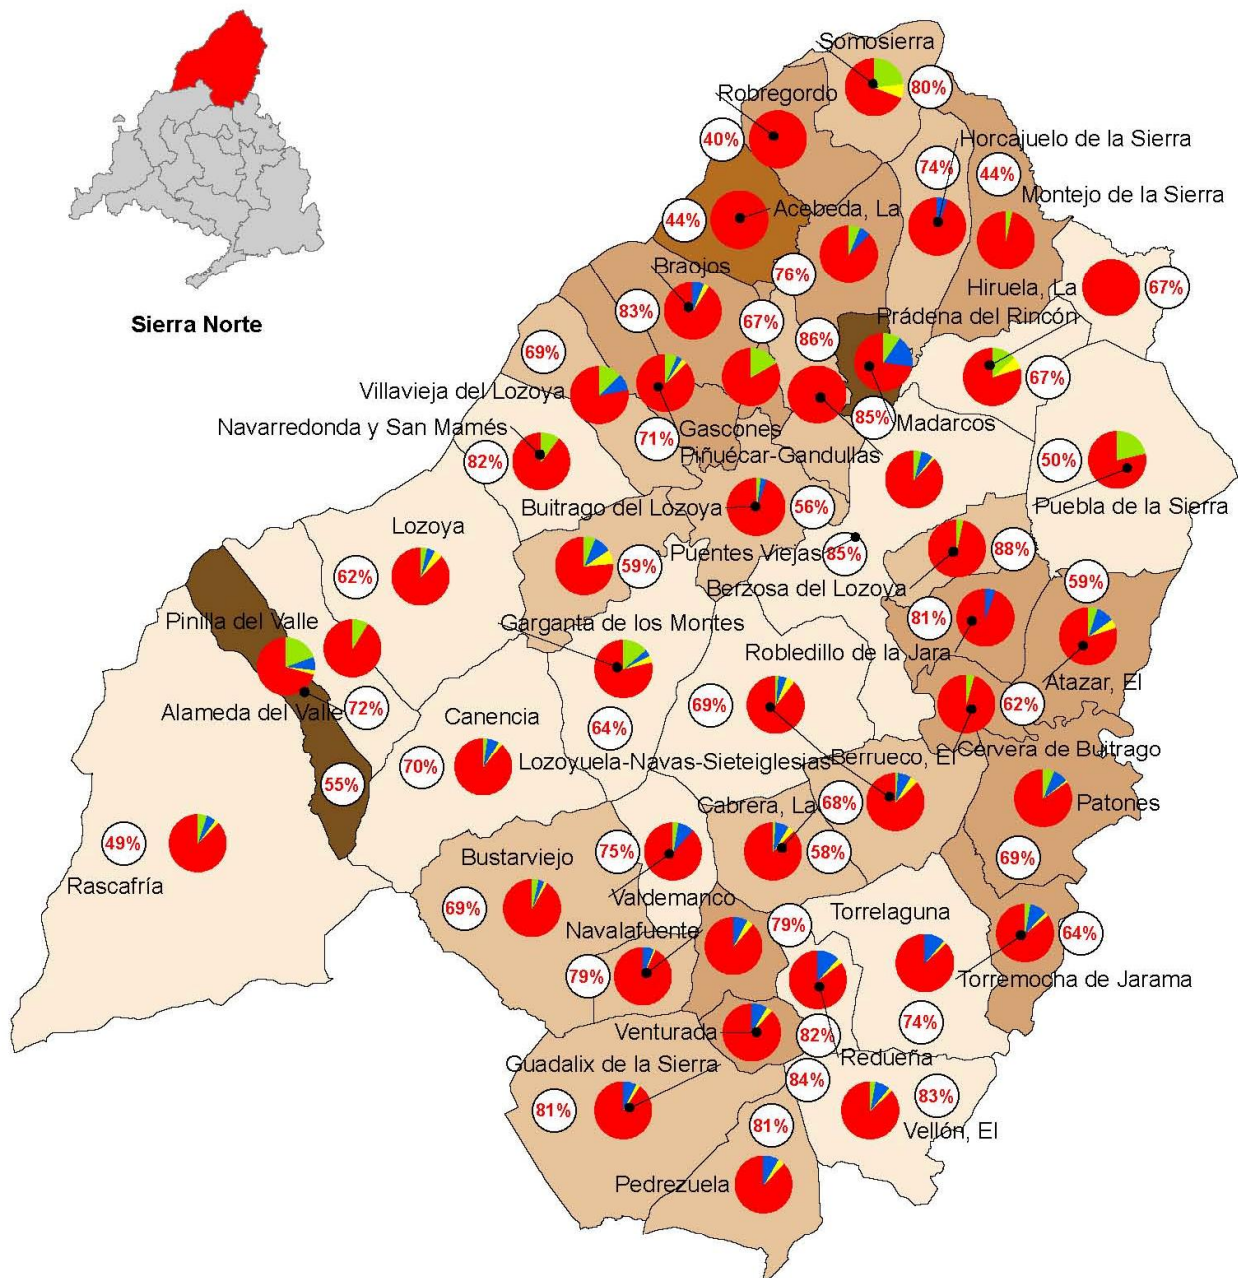 Sierra Norte
Somosierra
80%
Robregordo
40%
Horcajuelo de la Sierra
74%
44%
Montejo de la Sierra
Acebeda, La
44%
76%
Braojos
83%
67%
86%
Hiruela, La
67%
Prádena del Rincón
67%
69%
Villavieja del Lozoya
Navarredonda y San Mamés
82%
71%
Gascones
85%
Madarcos
Piñuécar-Gandullas
50%
Puebla de la Sierra
Buitrago del Lozoya
56%
Lozoya
62%
59%
Puentes Viejas
85%
88%
Berzosa del Lozoya
59%
81%
Pinilla del Valle
Garganta de los Montes
Robledillo de la Jara
Atazar, El
Alameda del Valle
72%
64%
69%
62%
Canencia
70%
Lozoyuela-Navas-Sieteiglesias
Berrueco, El
Cervera de Buitrago
55%
Cabrera, La
68%
Patones
49%
Rascafría
Bustarviejo
75%
58%
69%
69%
Valdemanco
Navalafuente
79%
Torrelaguna
64%
79%
Torremocha de Jarama
Venturada
82%
74%
Guadalix de la Sierra
Redueña
84%
83%
81%
81%
Vellón, El
Pedrezuela